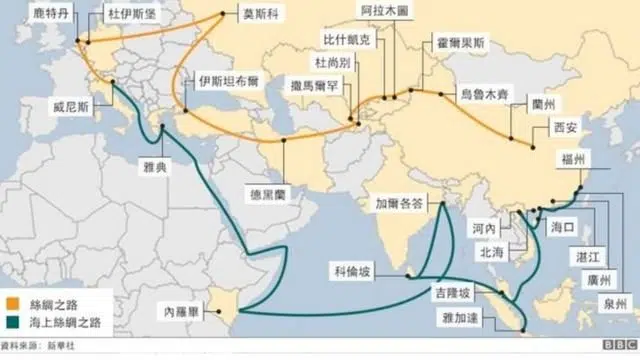 鹿特丹
杜伊斯堡
莫斯科
阿拉木圖
比什凱克
霍爾果斯
杜尚別
伊斯坦布爾
撒馬爾罕
烏魯木齊
蘭州
威尼斯
西安
雅典
德黑蘭
福州
加爾各答
河內
海口
北海
湛江
科倫坡
廣州
吉隆坡
泉州
絲綢之路
海上絲綢之路
內羅畢
雅加達
資料來源：新華社
BBC